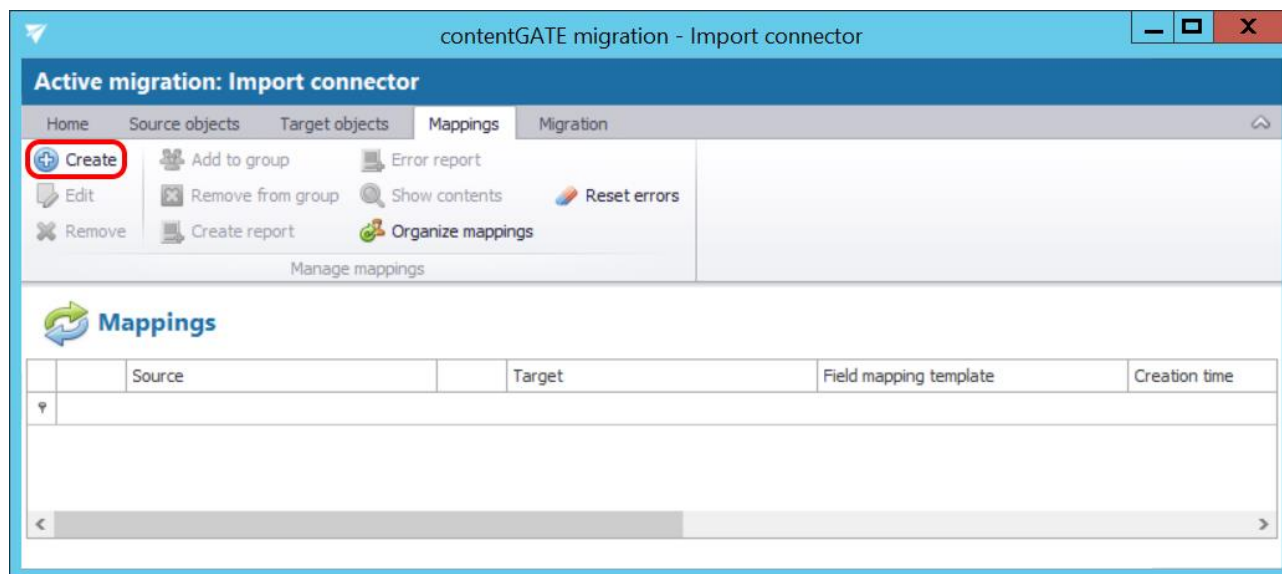 contentGATE migration - Import connector
Active migration: Import connector
Home Source objects Target objects Mappings Migration
Create Add to group Error report
Edit Remove from group Show contents Reset errors
Remove Create report Organize mappings
Manage mappings
Mappings
Source Target Field mapping template Creation time